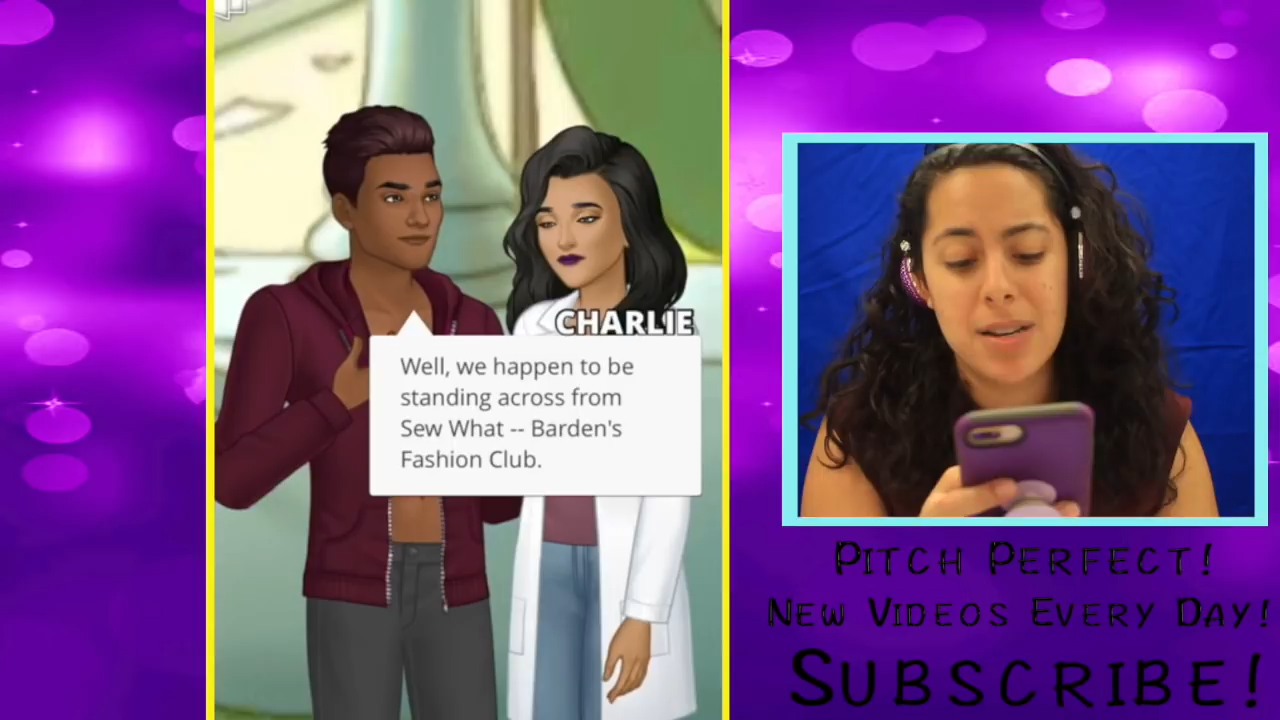 CHARLIE
Well, we happen to be
standing across from
Sew What -- Barden's
Fashion Club.
PITCH PERFECT!
NEW VIDEOS EVERY DAY!
SUBSCRIBE!